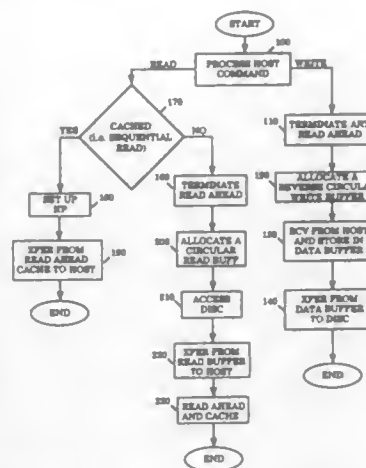 START
100
PROCESS HOST
COMMAND
READ
WRITE
170
CACHED
(i.e. SEQUENTIAL
READ)
YES
NO
110
TERMINATE ANY
READ AHEAD
SET UP
HP
180
TERMINATE
READ AHEAD
ALLOCATE A
REVERSE CIRCULAR
WRITE BUFFER
XFER FROM
READ AHEAD
CACHE TO HOST
190
200
ALLOCATE A
CIRCULAR
READ BUFF
130
RCV FROM HOST
AND STORE IN
DATA BUFFER
END
210
ACCESS
DISC
140
XFER FROM
DATA BUFFER
TO DISC
220
XFER FROM
READ BUFFER
TO HOST
END
READ AHEAD
AND CACHE
END